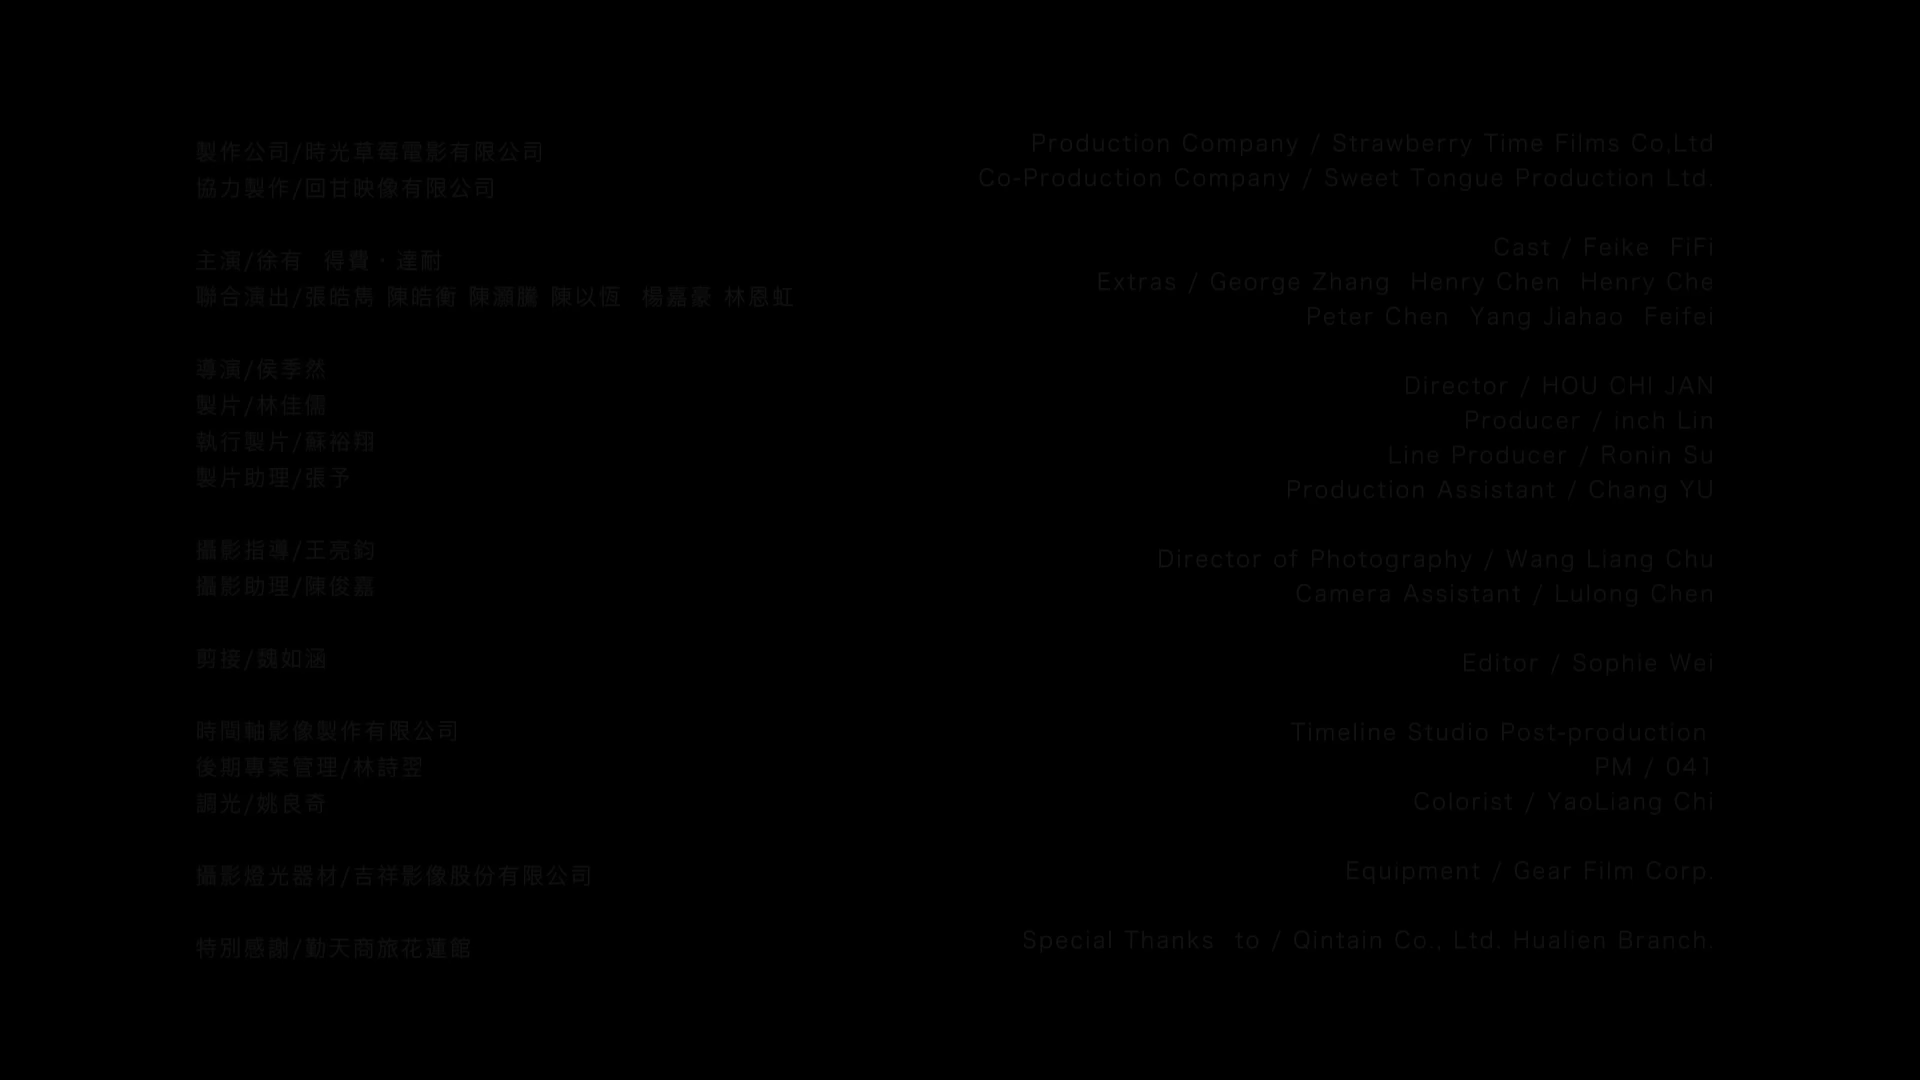 製作公司/時光草莓電影有限公司
協力製作/回甘映像有限公司
主演/徐有 得費·達耐
聯合演出/張皓雋 陳皓衡 陳灝騰 陳以恆 楊嘉豪 林恩虹
導演/侯季然
製片/林佳儒
執行製片/蘇裕翔
製片助理/張予
攝影指導/王亮鈞
攝影助理/陳俊嘉
剪接/魏如涵
時間軸影像製作有限公司
後期專案管理/林詩翌
調光/姚良奇
攝影燈光器材/吉祥影像股份有限公司
特別感謝/勤天商旅花蓮館
Production Company / Strawberry Time Films Co,Ltd
Co-Production Company / Sweet Tongue Production Ltd.
Cast / Feike FiFi
Extras / George Zhang Henry Chen Henry Che
Peter Chen Yang Jiahao Feifei
Director / HOU CHI JAN
Producer / inch Lin
Line Producer / Ronin Su
Production Assistant / Chang YU
Director of Photography / Wang Liang Chu
Camera Assistant / Lulong Chen
Editor / Sophie Wei
Timeline Studio Post-production
PM / 041
Colorist / YaoLiang Chi
Equipment / Gear Film Corp.
Special Thanks to / Qintain Co., Ltd. Hualien Branch.